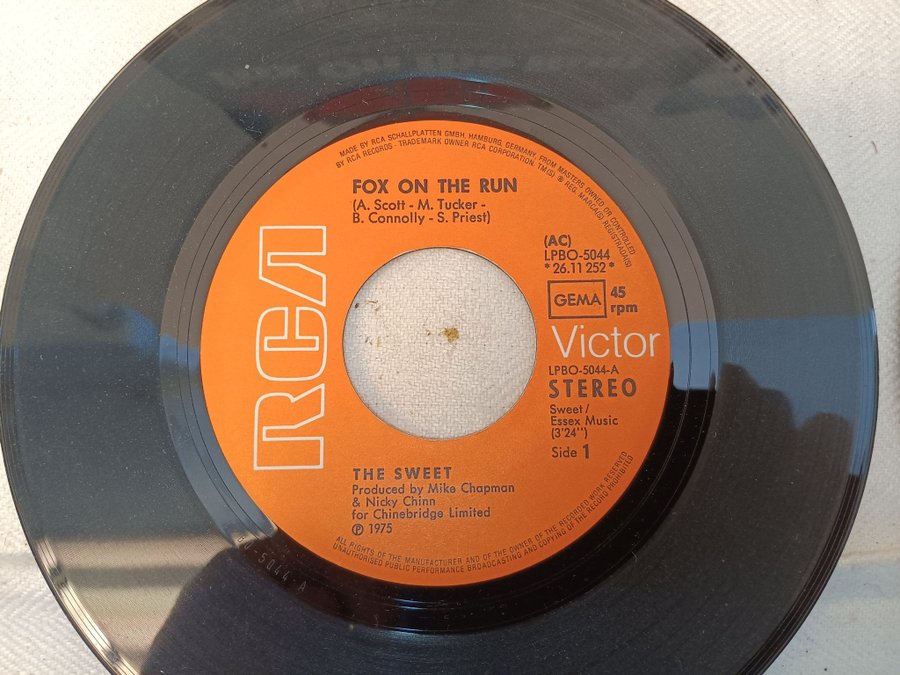 MADE BY RCA SCHALLPLATTEN GMBH, HAMBURG, GERMANY, FROM MASTERS OWNED OR CONTROLLED
BY RCA RECORDS - TRADEMARK OWNER RCA CORPORATION, TM(S) ® REG. MARCA(S) REGISTRADA(S)
FOX ON THE RUN
(A. Scott - M. Tucker -
B. Connolly - S. Priest)
RCA
(AC)
LPBO-5044
* 26.11 252 *
GEMA
45
rpm
Victor
LPBO-5044-A
STEREO
Sweet /
Essex Music
(3'24'')
Side 1
THE SWEET
Produced by Mike Chapman
& Nicky Chinn
for Chinebridge Limited
℗ 1975
ALL RIGHTS OF THE MANUFACTURER AND OF THE OWNER OF THE RECORDED WORK RESERVED
UNAUTHORISED PUBLIC PERFORMANCE BROADCASTING AND COPYING OF THE RECORD PROHIBITED
5044-A